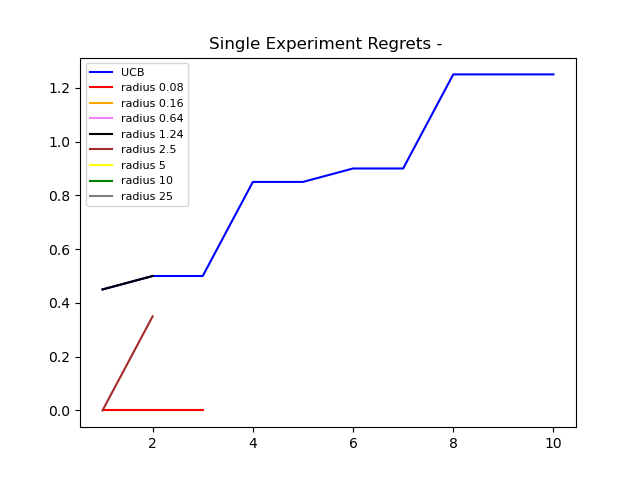 Single Experiment Regrets -
UCB
radius 0.08
radius 0.16
radius 0.64
radius 1.24
radius 2.5
radius 5
radius 10
radius 25
1.2
1.0
0.8
0.6
0.4
0.2
0.0
2 4 6 8 10